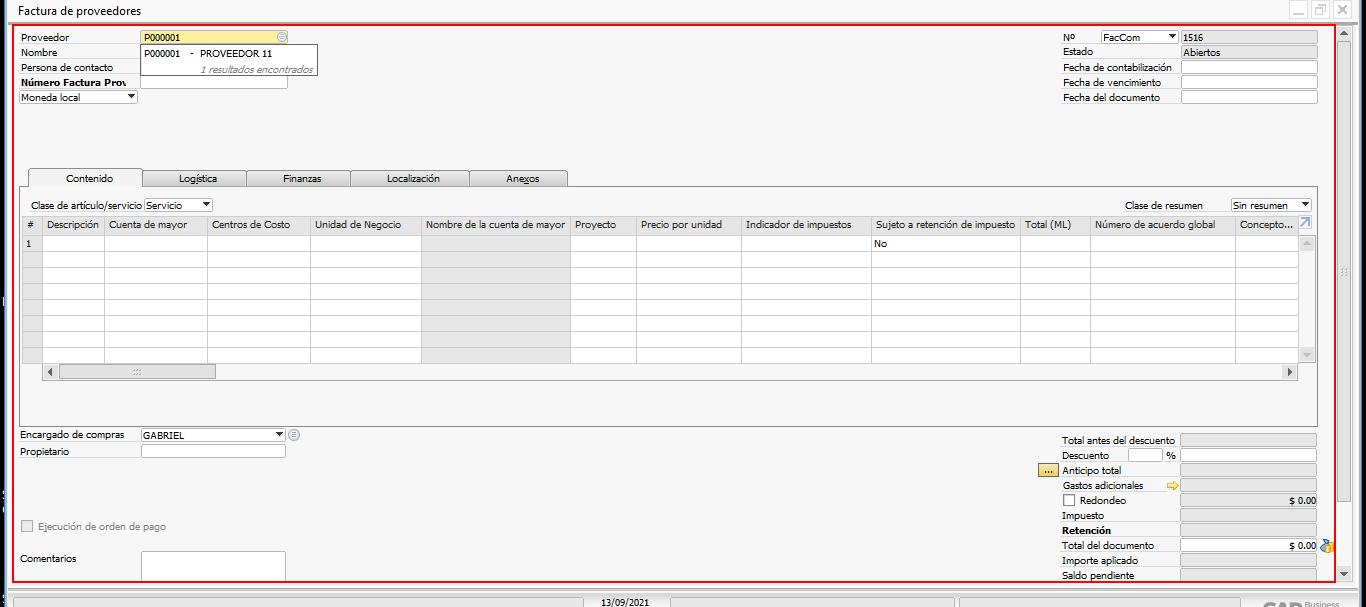 Factura de proveedores
Proveedor P000001
P000001 - PROVEEDOR 11
1 resultados encontrados
Nombre
Persona de contacto
Número Factura Prov
Moneda local
Nº FacCom 1516
Estado Abiertos
Fecha de contabilización
Fecha de vencimiento
Fecha del documento
Contenido Logística Finanzas Localización Anexos
Clase de artículo/servicio Servicio Clase de resumen Sin resumen
# Descripción Cuenta de mayor Centros de Costo Unidad de Negocio Nombre de la cuenta de mayor Proyecto Precio por unidad Indicador de impuestos Sujeto a retención de impuesto Total (ML) Número de acuerdo global Concepto...
1 No
Encargado de compras GABRIEL
Propietario
Ejecución de orden de pago
Comentarios
Total antes del descuento
Descuento %
... Anticipo total
Gastos adicionales
Redondeo $ 0.00
Impuesto
Retención
Total del documento $ 0.00
Importe aplicado
Saldo pendiente
13/09/2021
Business